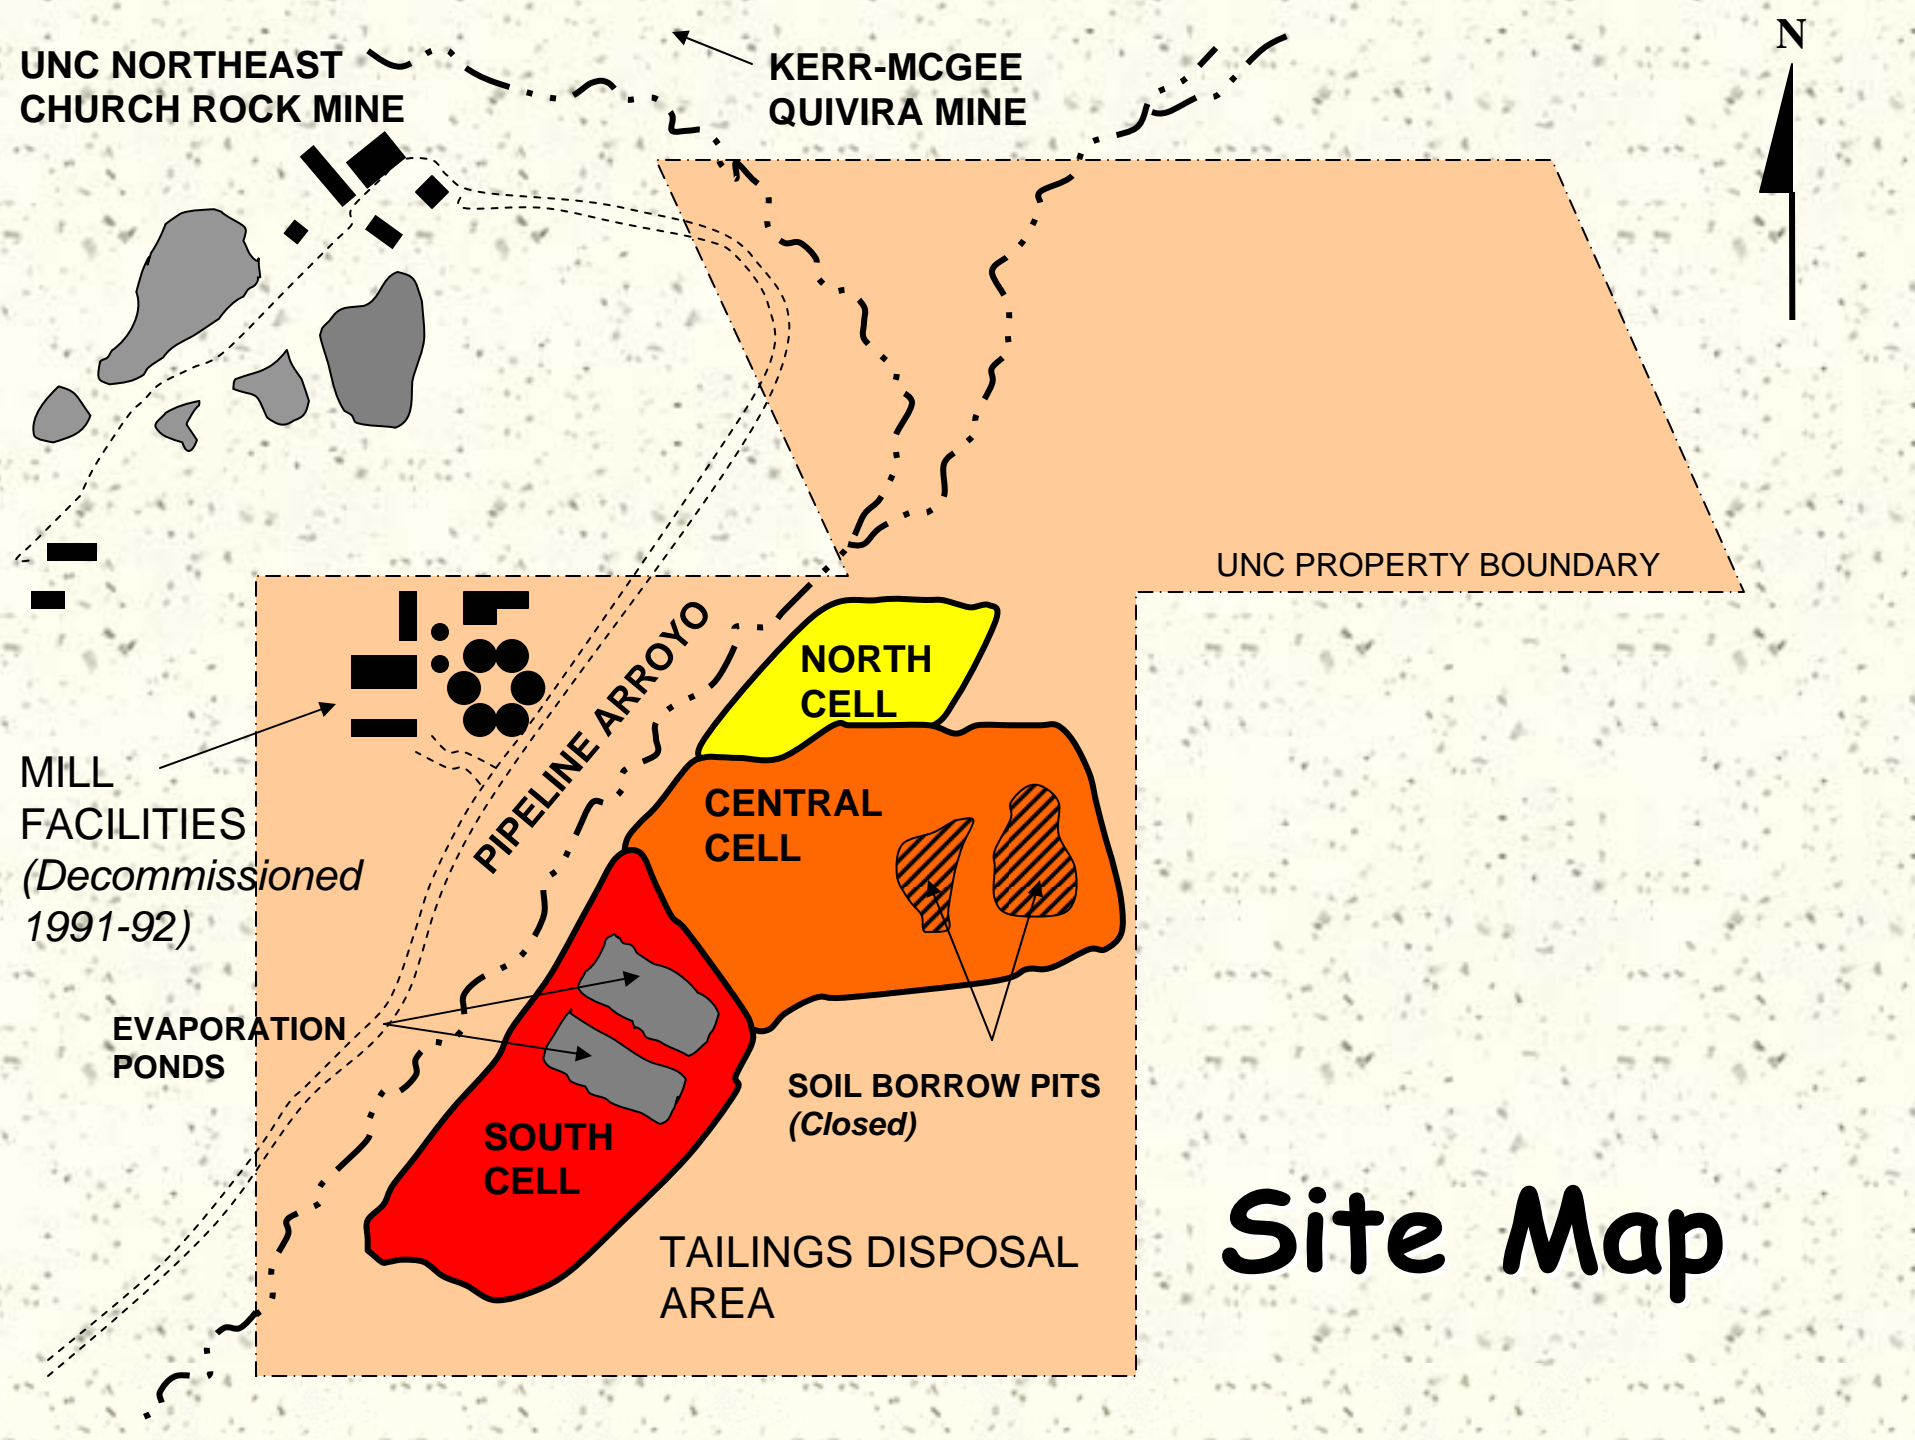 UNC NORTHEAST
CHURCH ROCK MINE
KERR-MCGEE
QUIVIRA MINE
N
UNC PROPERTY BOUNDARY
PIPELINE ARROYO
NORTH
CELL
MILL
FACILITIES
(Decommissioned
1991-92)
CENTRAL
CELL
EVAPORATION
PONDS
SOIL BORROW PITS
(Closed)
SOUTH
CELL
TAILINGS DISPOSAL
AREA
Site Map